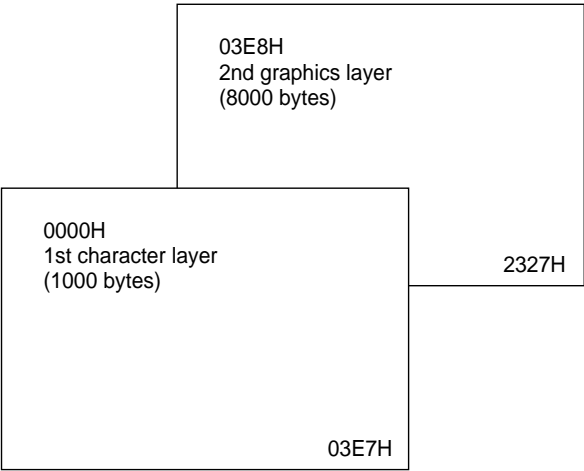 03E8H
2nd graphics layer
(8000 bytes)
2327H
0000H
1st character layer
(1000 bytes)
03E7H